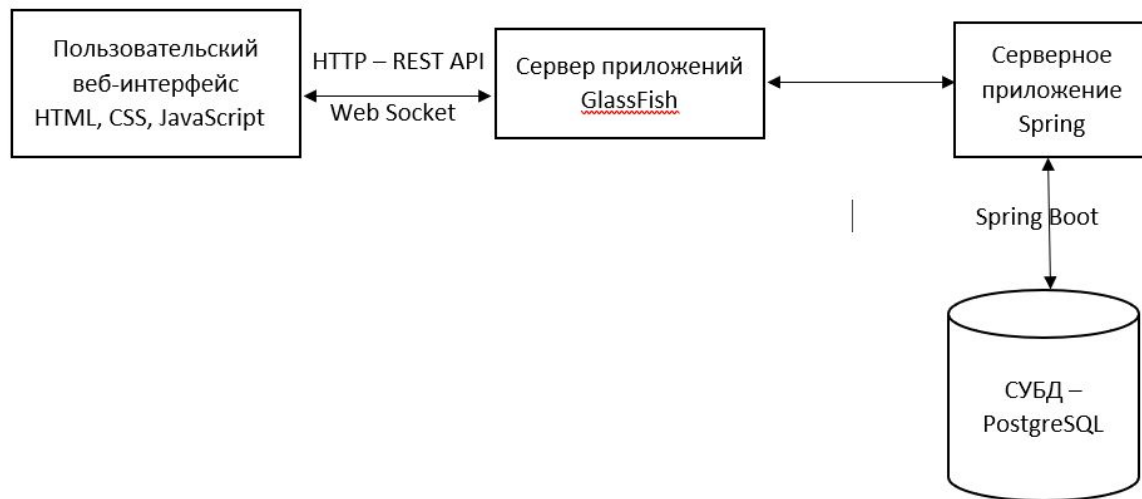 Пользовательский
веб-интерфейс
HTML, CSS, JavaScript
HTTP – REST API
Web Socket
Сервер приложений
GlassFish
Серверное
приложение
Spring
Spring Boot
СУБД –
PostgreSQL